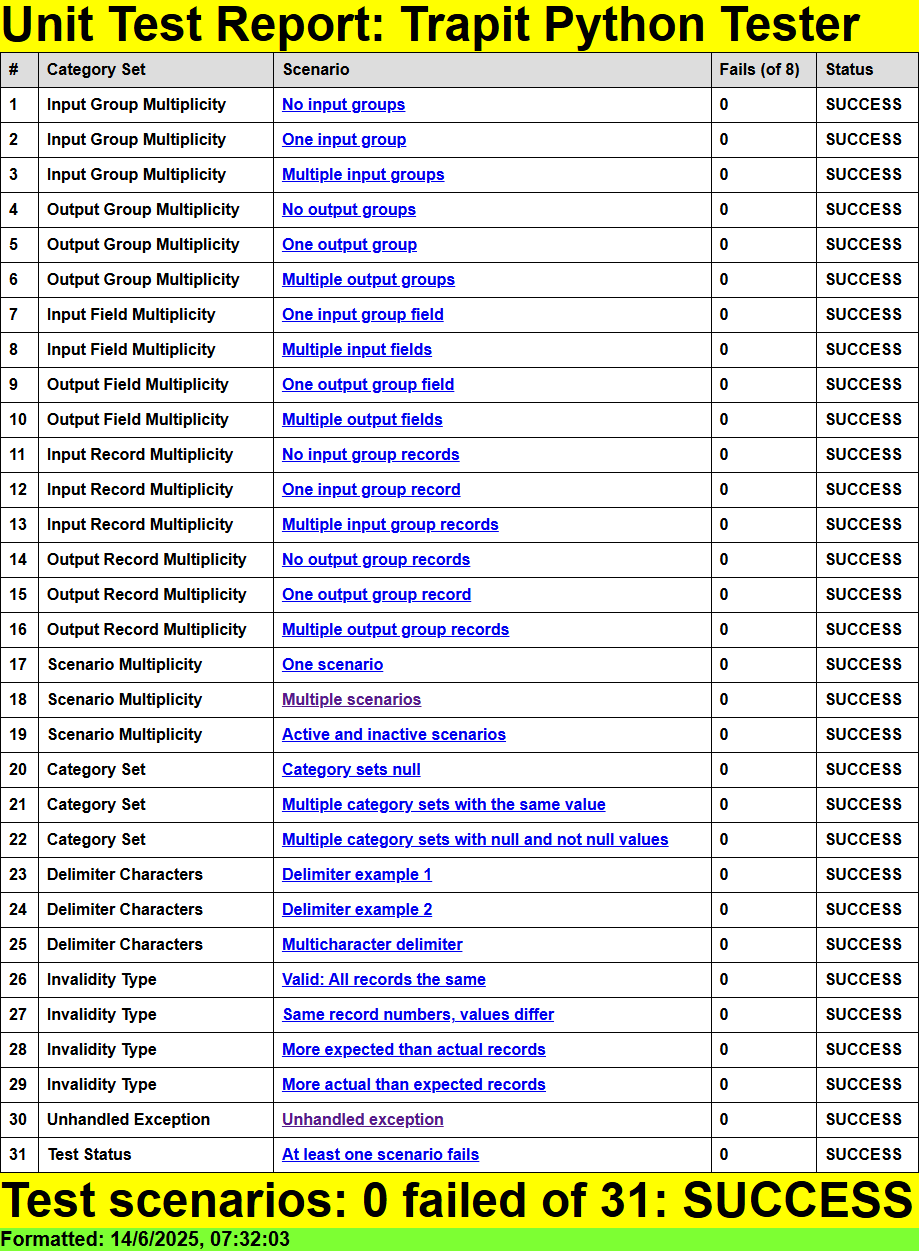 Unit Test Report: Trapit Python Tester
# Category Set Scenario Fails (of 8) Status
1 Input Group Multiplicity No input groups 0 SUCCESS
2 Input Group Multiplicity One input group 0 SUCCESS
3 Input Group Multiplicity Multiple input groups 0 SUCCESS
4 Output Group Multiplicity No output groups 0 SUCCESS
5 Output Group Multiplicity One output group 0 SUCCESS
6 Output Group Multiplicity Multiple output groups 0 SUCCESS
7 Input Field Multiplicity One input group field 0 SUCCESS
8 Input Field Multiplicity Multiple input fields 0 SUCCESS
9 Output Field Multiplicity One output group field 0 SUCCESS
10 Output Field Multiplicity Multiple output fields 0 SUCCESS
11 Input Record Multiplicity No input group records 0 SUCCESS
12 Input Record Multiplicity One input group record 0 SUCCESS
13 Input Record Multiplicity Multiple input group records 0 SUCCESS
14 Output Record Multiplicity No output group records 0 SUCCESS
15 Output Record Multiplicity One output group record 0 SUCCESS
16 Output Record Multiplicity Multiple output group records 0 SUCCESS
17 Scenario Multiplicity One scenario 0 SUCCESS
18 Scenario Multiplicity Multiple scenarios 0 SUCCESS
19 Scenario Multiplicity Active and inactive scenarios 0 SUCCESS
20 Category Set Category sets null 0 SUCCESS
21 Category Set Multiple category sets with the same value 0 SUCCESS
22 Category Set Multiple category sets with null and not null values 0 SUCCESS
23 Delimiter Characters Delimiter example 1 0 SUCCESS
24 Delimiter Characters Delimiter example 2 0 SUCCESS
25 Delimiter Characters Multicharacter delimiter 0 SUCCESS
26 Invalidity Type Valid: All records the same 0 SUCCESS
27 Invalidity Type Same record numbers, values differ 0 SUCCESS
28 Invalidity Type More expected than actual records 0 SUCCESS
29 Invalidity Type More actual than expected records 0 SUCCESS
30 Unhandled Exception Unhandled exception 0 SUCCESS
31 Test Status At least one scenario fails 0 SUCCESS
Test scenarios: 0 failed of 31: SUCCESS
Formatted: 14/6/2025, 07:32:03